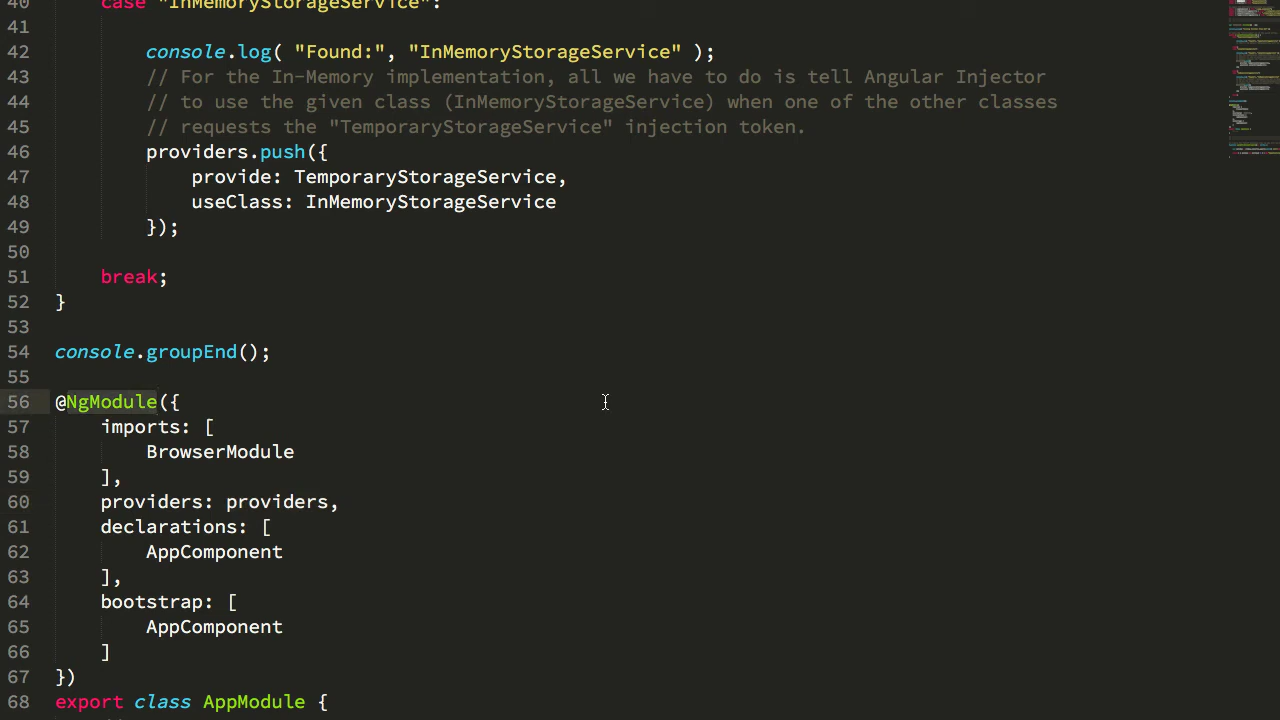 40 case "InMemoryStorageService":
41
42 console.log( "Found:", "InMemoryStorageService" );
43 // For the In-Memory implementation, all we have to do is tell Angular Injector
44 // to use the given class (InMemoryStorageService) when one of the other classes
45 // requests the "TemporaryStorageService" injection token.
46 providers.push({
47 provide: TemporaryStorageService,
48 useClass: InMemoryStorageService
49 });
50
51 break;
52 }
53
54 console.groupEnd();
55
56 @NgModule({
57 imports: [
58 BrowserModule
59 ],
60 providers: providers,
61 declarations: [
62 AppComponent
63 ],
64 bootstrap: [
65 AppComponent
66 ]
67 })
68 export class AppModule {